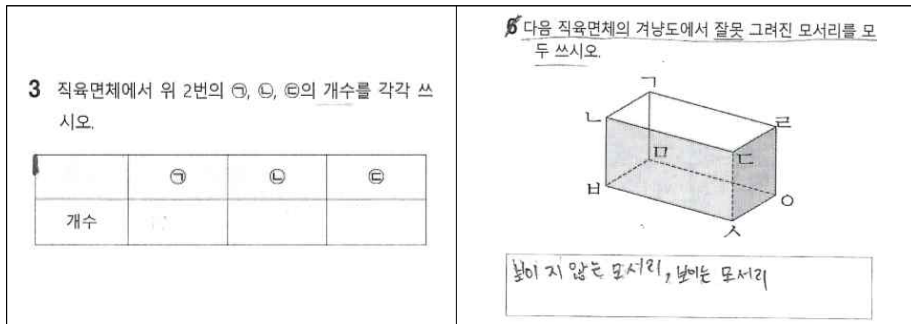 3 직육면체에서 위 2번의 ㉠, ㉡, ㉢의 개수를 각각 쓰
시오.
㉠ ㉡ ㉢
개수
6 다음 직육면체의 겨냥도에서 잘못 그려진 모서리를 모
두 쓰시오.
ㄱ
ㄴ ㄹ
ㅁ ㄷ
ㅂ ㅇ
ㅅ
보이지 않는 모서리, 보이는 모서리